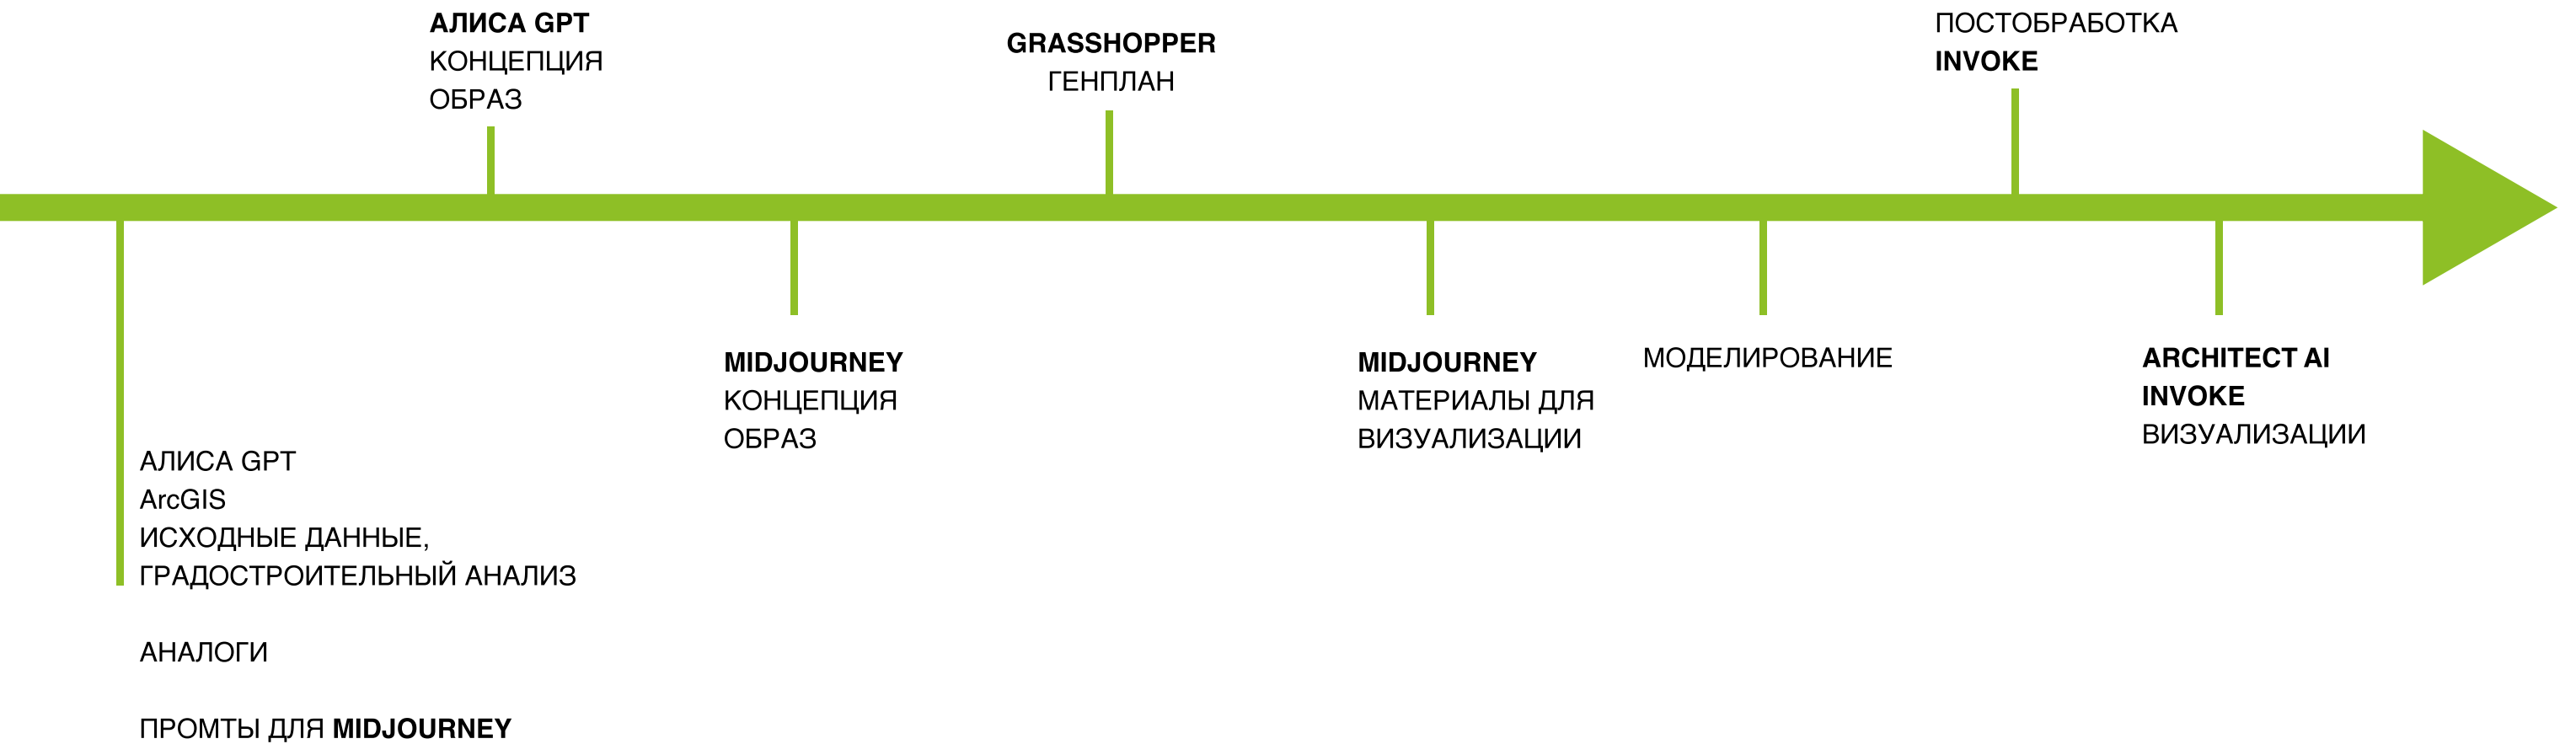 АЛИСА GPT
КОНЦЕПЦИЯ
ОБРАЗ
GRASSHOPPER
ГЕНПЛАН
ПОСТОБРАБОТКА
INVOKE
АЛИСА GPT
ArcGIS
ИСХОДНЫЕ ДАННЫЕ,
ГРАДОСТРОИТЕЛЬНЫЙ АНАЛИЗ
АНАЛОГИ
ПРОМТЫ ДЛЯ MIDJOURNEY
MIDJOURNEY
КОНЦЕПЦИЯ
ОБРАЗ
MIDJOURNEY
МАТЕРИАЛЫ ДЛЯ
ВИЗУАЛИЗАЦИИ
МОДЕЛИРОВАНИЕ
ARCHITECT AI
INVOKE
ВИЗУАЛИЗАЦИИ